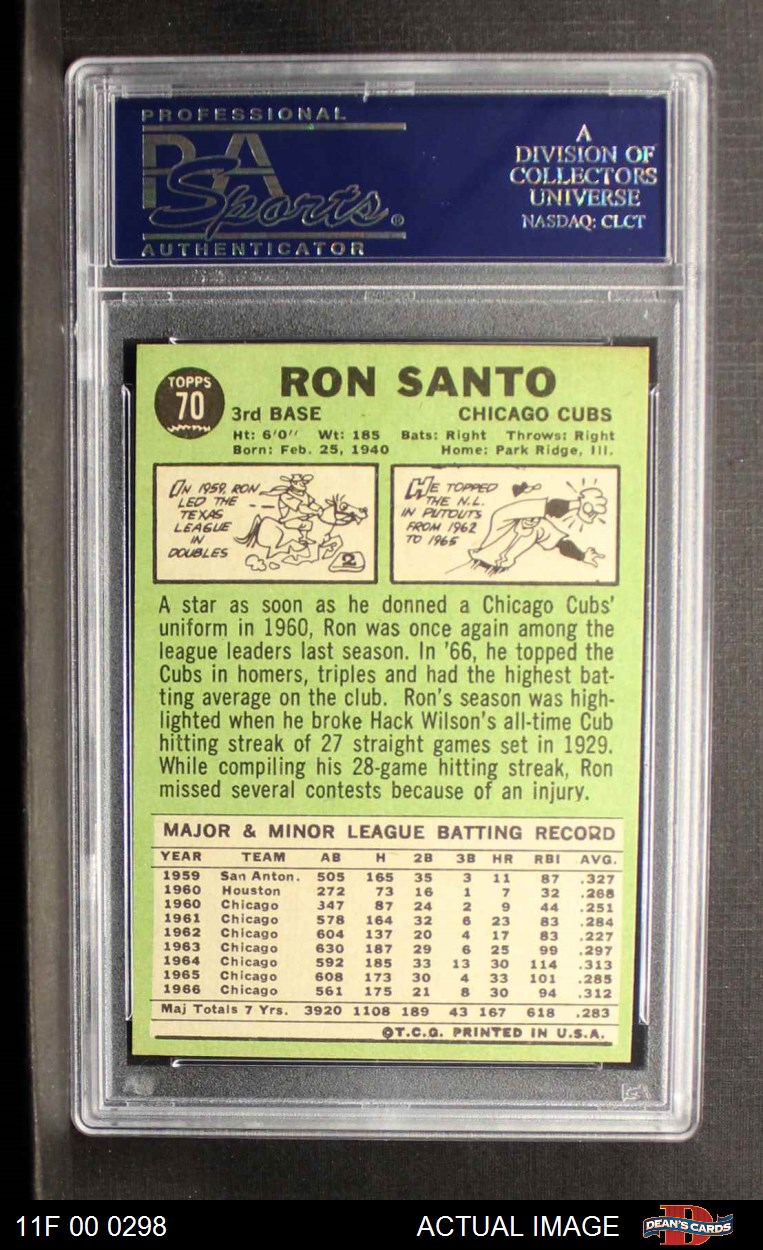 PROFESSIONAL
PSA
Sports®
AUTHENTICATOR
A
DIVISION OF
COLLECTORS
UNIVERSE
NASDAQ: CLCT
TOPPS
70
RON SANTO
3rd BASE CHICAGO CUBS
Ht: 6'0'' Wt: 185 Bats: Right Throws: Right
Born: Feb. 25, 1940 Home: Park Ridge, Ill.
IN 1959, RON
LED THE
TEXAS
LEAGUE
IN
DOUBLES
2
HE TOPPED
THE N.L.
IN PUTOUTS
FROM 1962
TO 1965
A star as soon as he donned a Chicago Cubs'
uniform in 1960, Ron was once again among the
league leaders last season. In '66, he topped the
Cubs in homers, triples and had the highest bat-
ting average on the club. Ron's season was high-
lighted when he broke Hack Wilson's all-time Cub
hitting streak of 27 straight games set in 1929.
While compiling his 28-game hitting streak, Ron
missed several contests because of an injury.
MAJOR & MINOR LEAGUE BATTING RECORD
YEAR TEAM AB H 2B 3B HR RBI AVG.
1959 San Anton. 505 165 35 3 11 87 .327
1960 Houston 272 73 16 1 7 32 .268
1960 Chicago 347 87 24 2 9 44 .251
1961 Chicago 578 164 32 6 23 83 .284
1962 Chicago 604 137 20 4 17 83 .227
1963 Chicago 630 187 29 6 25 99 .297
1964 Chicago 592 185 33 13 30 114 .313
1965 Chicago 608 173 30 4 33 101 .285
1966 Chicago 561 175 21 8 30 94 .312
Maj Totals 7 Yrs. 3920 1108 189 43 167 618 .283
©T.C.G. PRINTED IN U.S.A.
11F 00 0298 ACTUAL IMAGE DEAN'S CARDS